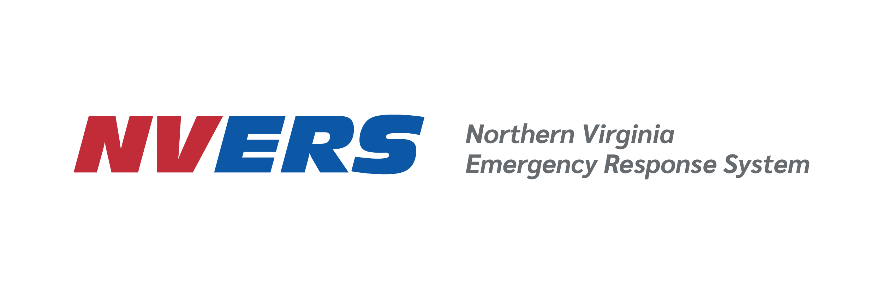 NVERS
Northern Virginia
Emergency Response System